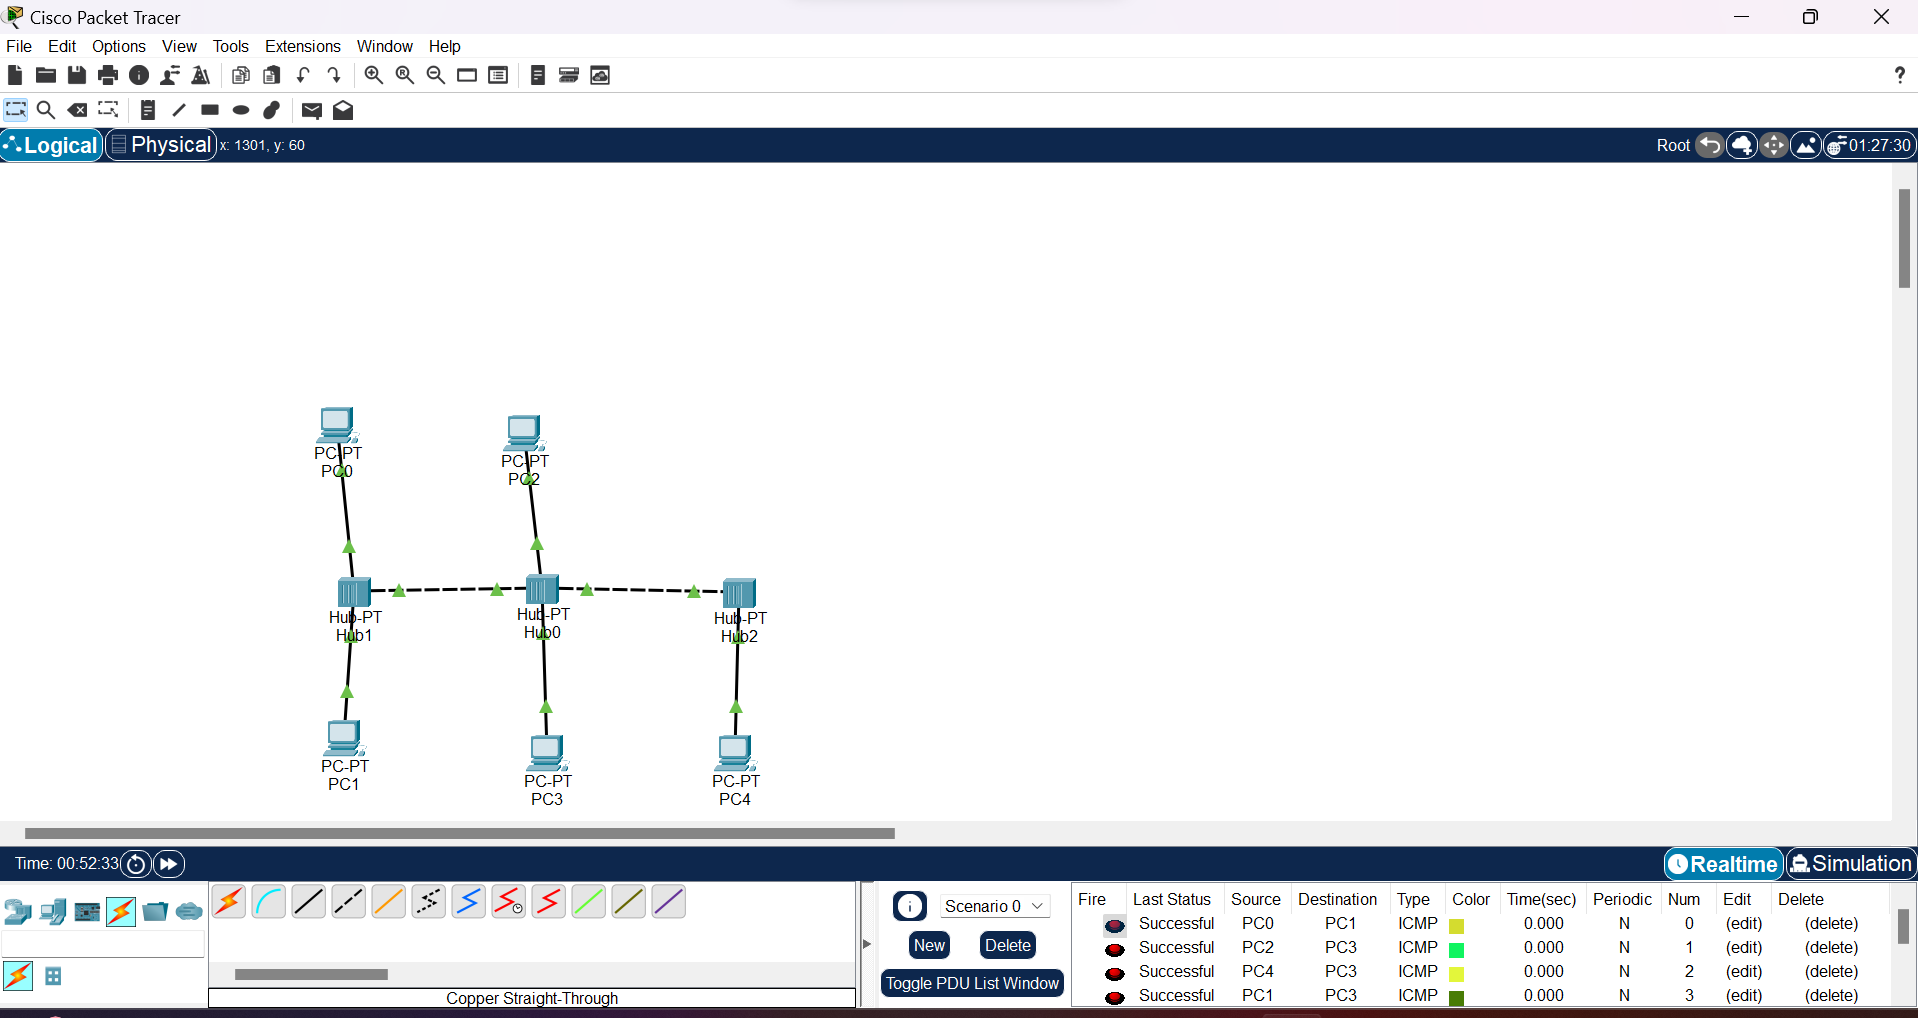 Cisco Packet Tracer
File Edit Options View Tools Extensions Window Help
?
Logical Physical x: 1301, y: 60 Root 01:27:30
PC-PT
PC0
PC-PT
PC2
Hub-PT
Hub1
Hub-PT
Hub0
Hub-PT
Hub2
PC-PT
PC1
PC-PT
PC3
PC-PT
PC4
Time: 00:52:33 Realtime Simulation
Scenario 0
New Delete
Toggle PDU List Window
Copper Straight-Through
Fire Last Status Source Destination Type Color Time(sec) Periodic Num Edit Delete
Successful PC0 PC1 ICMP 0.000 N 0 (edit) (delete)
Successful PC2 PC3 ICMP 0.000 N 1 (edit) (delete)
Successful PC4 PC3 ICMP 0.000 N 2 (edit) (delete)
Successful PC1 PC3 ICMP 0.000 N 3 (edit) (delete)